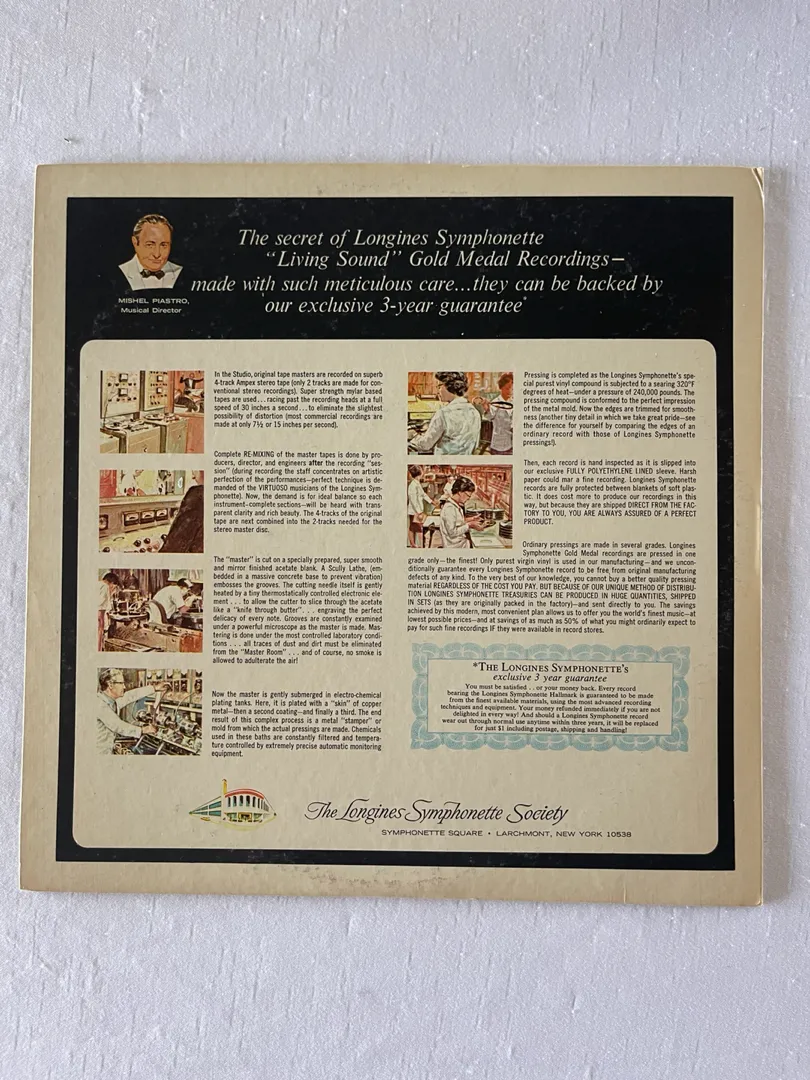 The secret of Longines Symphonette
"Living Sound" Gold Medal Recordings—
made with such meticulous care...they can be backed by
our exclusive 3-year guarantee*
MISHEL PIASTRO,
Musical Director
In the Studio, original tape masters are recorded on superb
4-track Ampex stereo tape (only 2 tracks are made for con-
ventional stereo recordings). Super strength mylar based
tapes are used...racing past the recording heads at a full
speed of 30 inches a second...to eliminate the slightest
possibility of distortion (most commercial recordings are
made at only 7½ or 15 inches per second).
Complete RE-MIXING of the master tapes is done by pro-
ducers, director, and engineers after the recording "ses-
sion" (during recording the staff concentrates on artistic
perfection of the performances—perfect technique is de-
manded of the VIRTUOSO musicians of the Longines Sym-
phonette). Now, the demand is for ideal balance so each
instrument—complete sections—will be heard with trans-
parent clarity and rich beauty. The 4-tracks of the original
tape are next combined into the 2-tracks needed for the
stereo master disc.
The "master" is cut on a specially prepared, super smooth
and mirror finished acetate blank. A Scully Lathe, (em-
bedded in a massive concrete base to prevent vibration)
embosses the grooves. The cutting needle itself is gently
heated by a tiny thermostatically controlled electronic ele-
ment . . . to allow the cutter to slice through the acetate
like a "knife through butter" . . . engraving the perfect
delicacy of every note. Grooves are constantly examined
under a powerful microscope as the master is made. Mas-
tering is done under the most controlled laboratory condi-
tions . . . all traces of dust and dirt must be eliminated
from the "Master Room" . . . and of course, no smoke is
allowed to adulterate the air!
Now the master is gently submerged in electro-chemical
plating tanks. Here, it is plated with a "skin" of copper
metal—then a second coating—and finally a third. The end
result of this complex process is a metal "stamper" or
mold from which the actual pressings are made. Chemicals
used in these baths are constantly filtered and tempera-
ture controlled by extremely precise automatic monitoring
equipment.
Pressing is completed as the Longines Symphonette's spe-
cial purest vinyl compound is subjected to a searing 320°F
degrees of heat—under a pressure of 240,000 pounds. The
pressing compound is conformed to the perfect impression
of the metal mold. Now the edges are trimmed for smooth-
ness (another tiny detail in which we take great pride—see
the difference for yourself by comparing the edges of an
ordinary record with those of Longines Symphonette
pressings!).
Then, each record is hand inspected as it is slipped into
our exclusive FULLY POLYETHYLENE LINED sleeve. Harsh
paper could mar a fine recording. Longines Symphonette
records are fully protected between blankets of soft plas-
tic. It does cost more to produce our recordings in this
way, but because they are shipped DIRECT FROM THE FAC-
TORY TO YOU, YOU ARE ALWAYS ASSURED OF A PERFECT
PRODUCT.
Ordinary pressings are made in several grades. Longines
Symphonette Gold Medal recordings are pressed in one
grade only—the finest! Only purest virgin vinyl is used in our manufacturing—and we uncon-
ditionally guarantee every Longines Symphonette record to be free from original manufacturing
defects of any kind. To the very best of our knowledge, you cannot buy a better quality pressing
material REGARDLESS OF THE COST YOU PAY, BUT BECAUSE OF OUR UNIQUE METHOD OF DISTRIBU-
TION LONGINES SYMPHONETTE TREASURIES CAN BE PRODUCED IN HUGE QUANTITIES, SHIPPED
IN SETS (as they are originally packed in the factory)—and sent directly to you. The savings
achieved by this modern, most convenient plan allows us to offer you the world's finest music—at
lowest possible prices—and at savings of as much as 50% of what you might ordinarily expect to
pay for such fine recordings IF they were available in record stores.
*THE LONGINES SYMPHONETTE'S
exclusive 3 year guarantee
You must be satisfied . . or your money back. Every record
bearing the Longines Symphonette Hallmark is guaranteed to be made
from the finest available materials, using the most advanced recording
techniques and equipment. Your money refunded immediately if you are not
delighted in every way! And should a Longines Symphonette record
wear out through normal use anytime within three years, it will be replaced
for just $1 including postage, shipping and handling!
The Longines Symphonette Society
SYMPHONETTE SQUARE • LARCHMONT, NEW YORK 10538